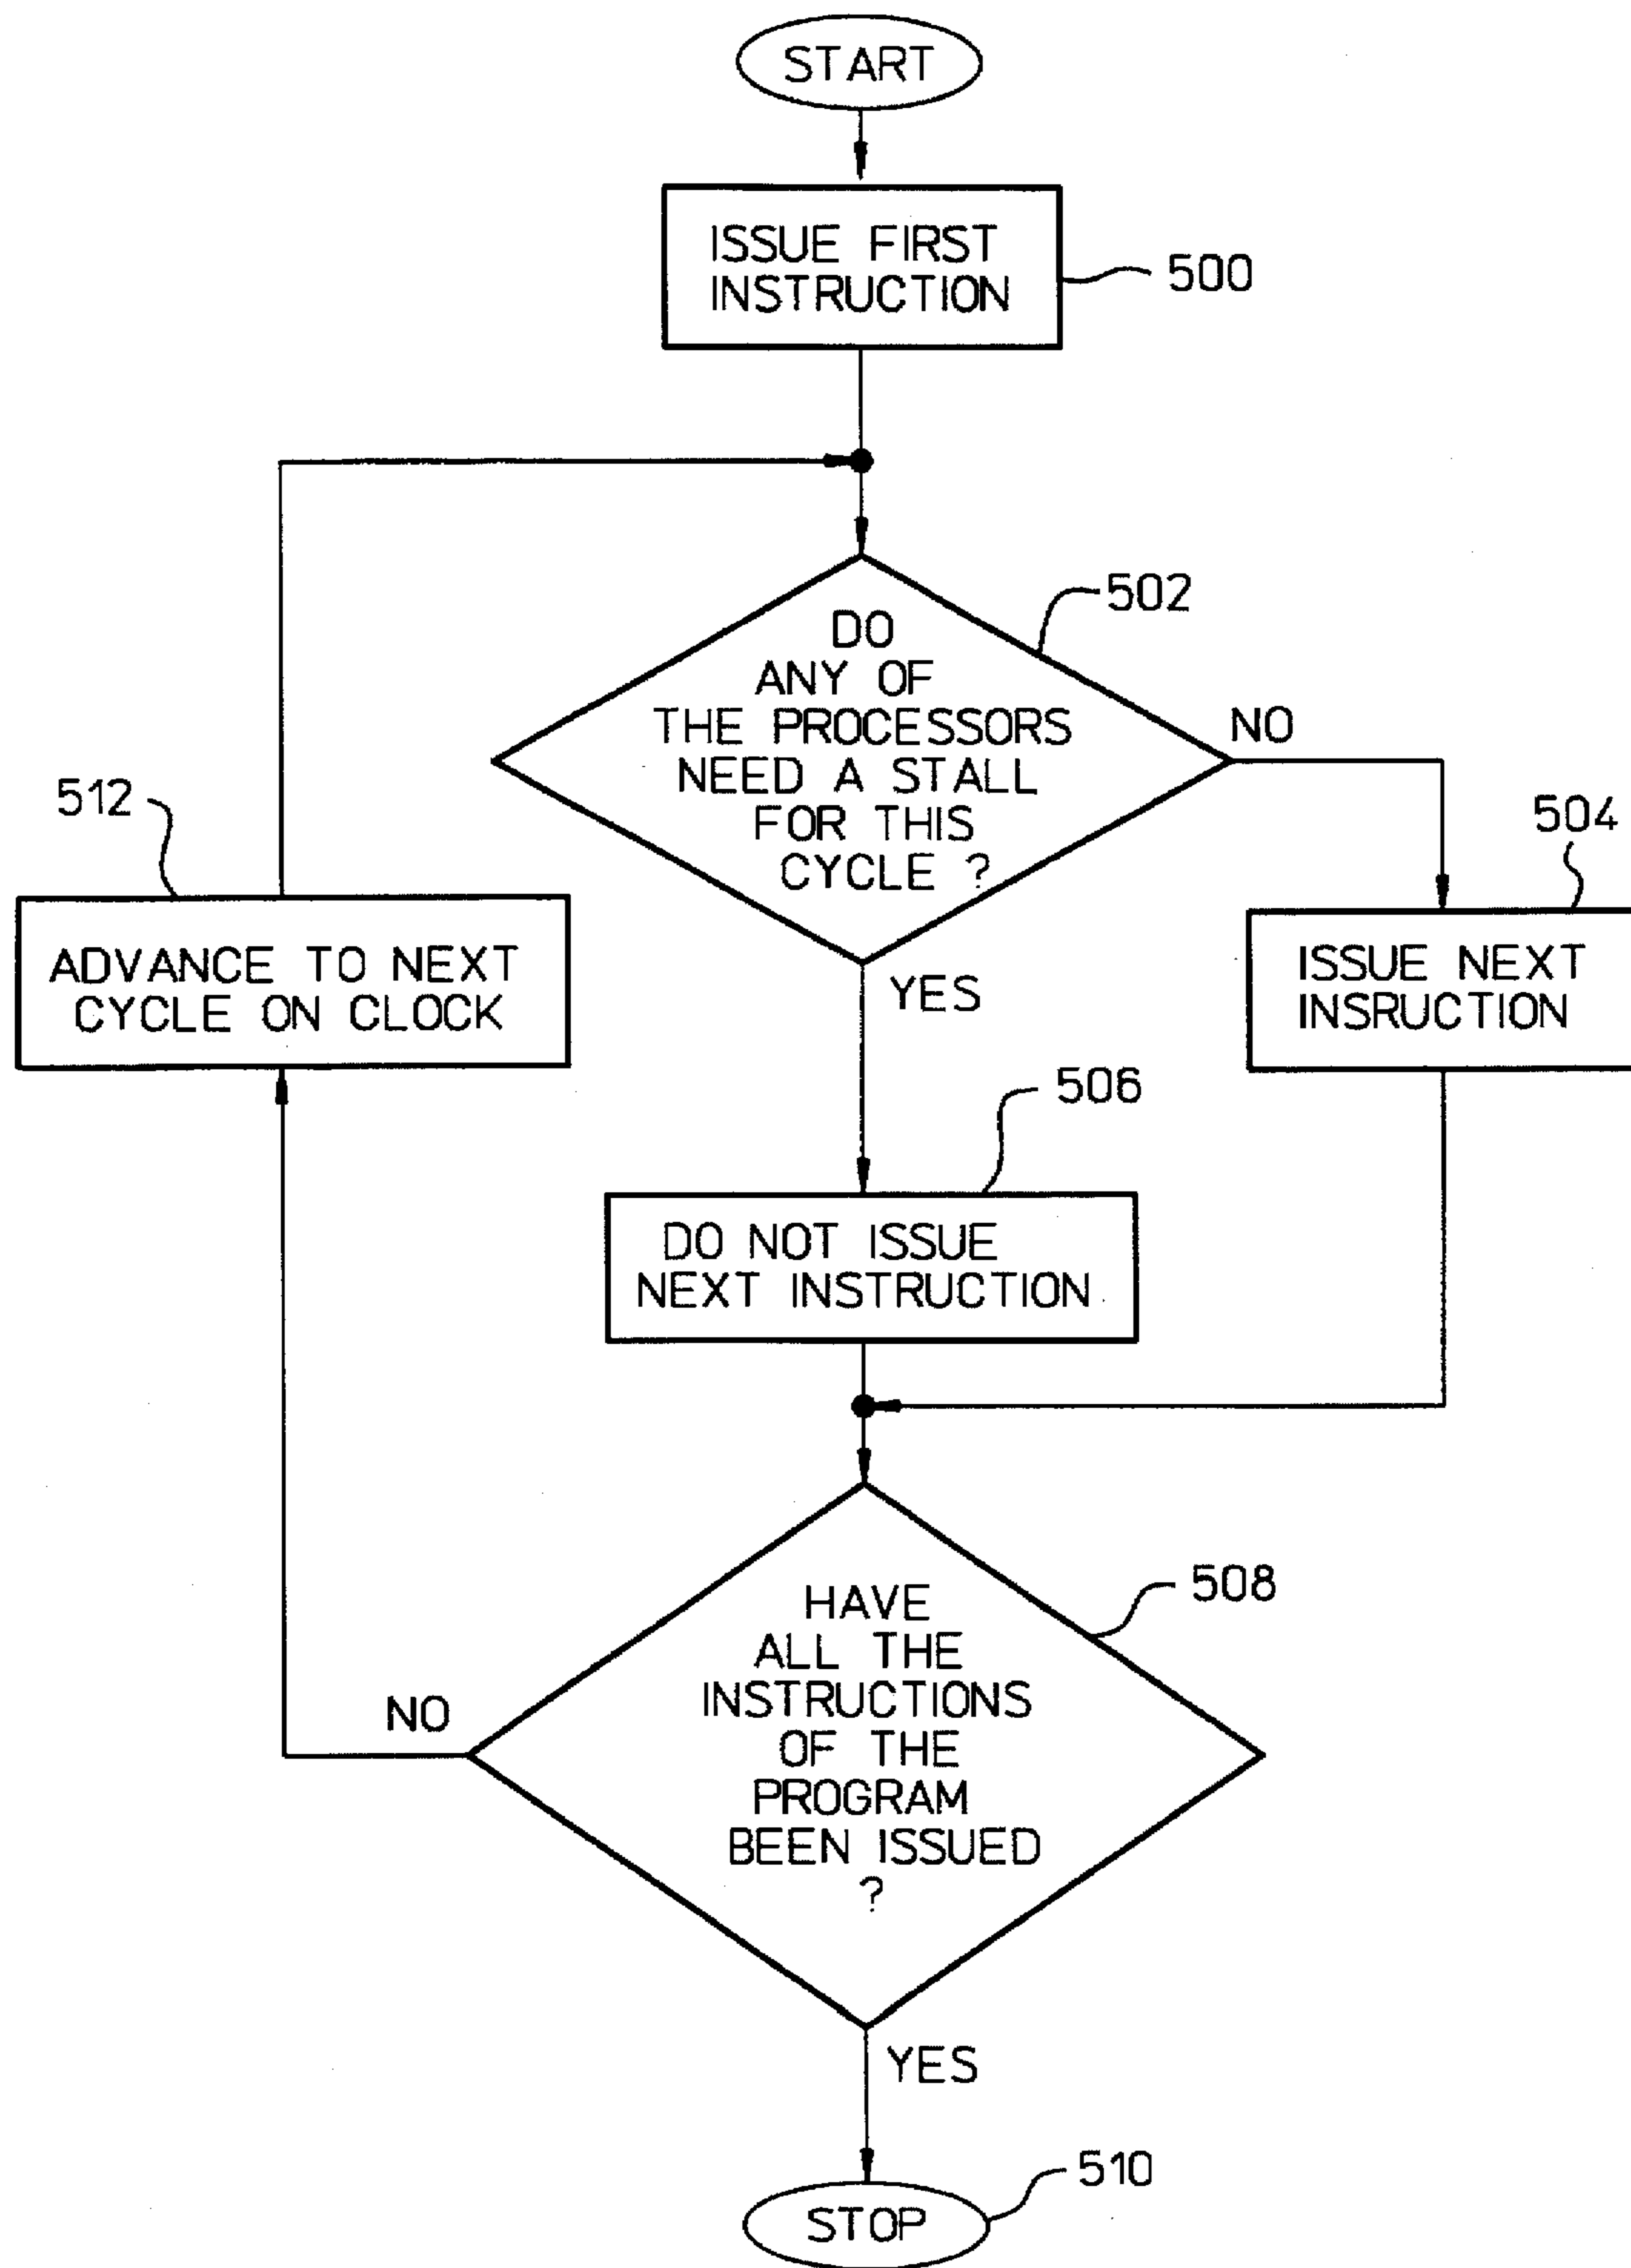 START
ISSUE FIRST
INSTRUCTION
500
502
DO
ANY OF
THE PROCESSORS
NEED A STALL
FOR THIS
CYCLE ?
NO
YES
512
ADVANCE TO NEXT
CYCLE ON CLOCK
504
ISSUE NEXT
INSRUCTION
506
DO NOT ISSUE
NEXT INSTRUCTION
508
HAVE
ALL THE
INSTRUCTIONS
OF THE
PROGRAM
BEEN ISSUED
?
NO
YES
510
STOP